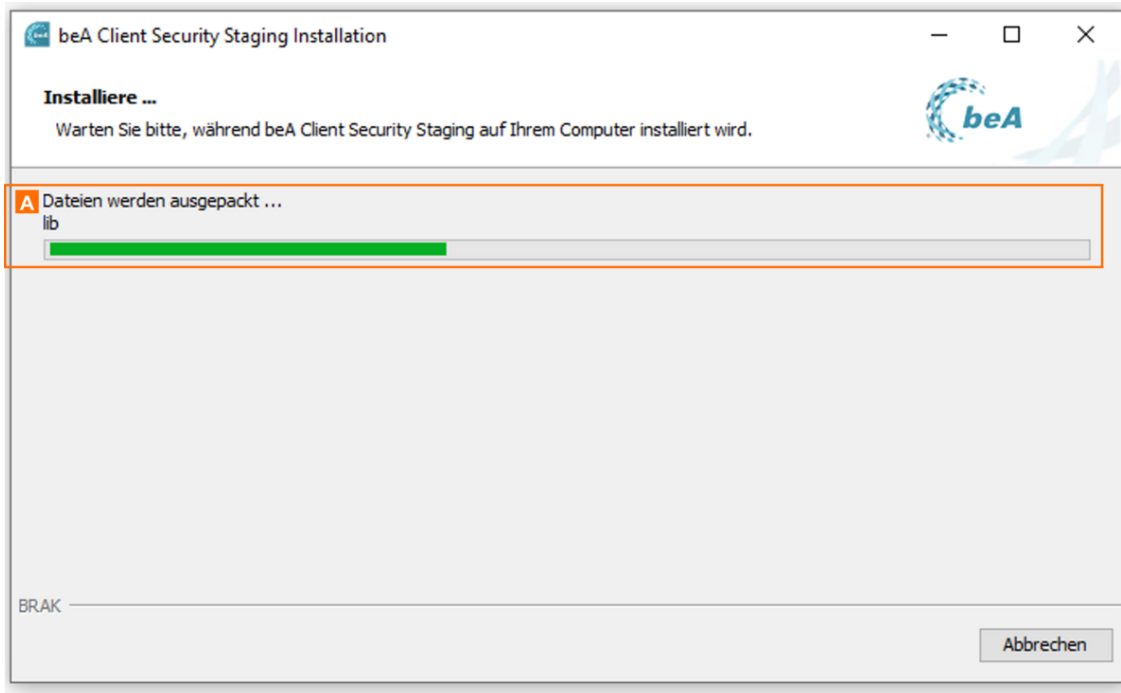 beA Client Security Staging Installation
Installiere ...
Warten Sie bitte, während beA Client Security Staging auf Ihrem Computer installiert wird.
beA
A Dateien werden ausgepackt ...
lib
BRAK
Abbrechen